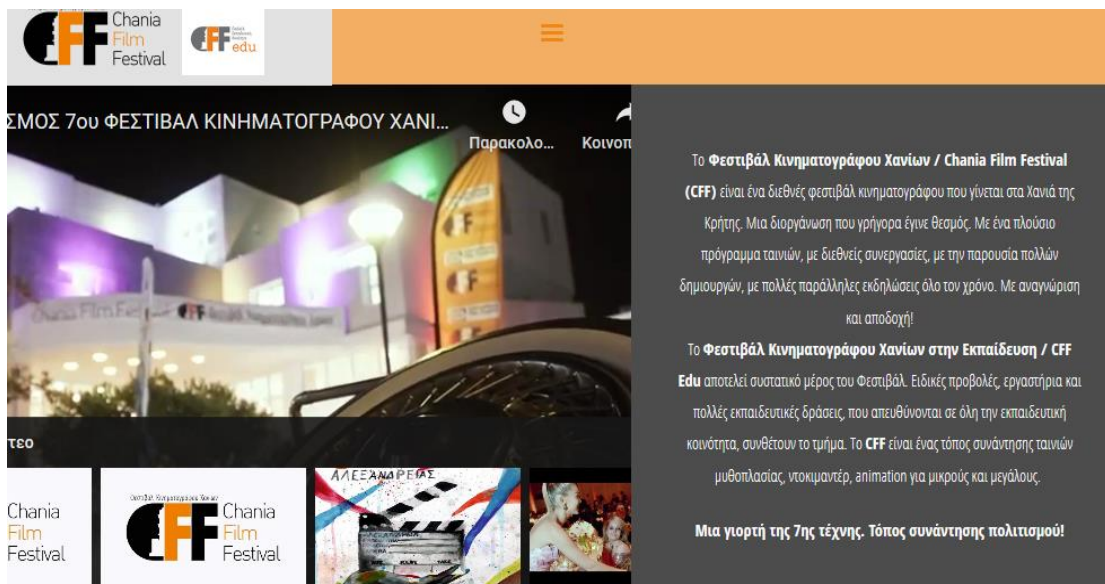 Chania
Film
Festival
edu
ΣΜΟΣ 7ου ΦΕΣΤΙΒΑΛ ΚΙΝΗΜΑΤΟΓΡΑΦΟΥ ΧΑΝΙ...
Παρακολο...
Κοινοπ
τεο
Chania
Film
Festival
CFF
Chania
Film
Festival
Το Φεστιβάλ Κινηματογράφου Χανίων / Chania Film Festival
(CFF) είναι ένα διεθνές φεστιβάλ κινηματογράφου που γίνεται στα Χανιά της
Κρήτης. Μια διοργάνωση που γρήγορα έγινε θεσμός. Με ένα πλούσιο
πρόγραμμα ταινιών, με διεθνείς συνεργασίες, με την παρουσία πολλών
δημιουργών, με πολλές παράλληλες εκδηλώσεις όλο τον χρόνο. Με αναγνώριση
και αποδοχή!
Το Φεστιβάλ Κινηματογράφου Χανίων στην Εκπαίδευση / CFF
Edu αποτελεί συστατικό μέρος του Φεστιβάλ. Ειδικές προβολές, εργαστήρια και
πολλές εκπαιδευτικές δράσεις, που απευθύνονται σε όλη την εκπαιδευτική
κοινότητα, συνθέτουν το τμήμα. Το CFF είναι ένας τόπος συνάντησης ταινιών
μυθοπλασίας, ντοκιμαντέρ, animation για μικρούς και μεγάλους.
Μια γιορτή της 7ης τέχνης. Τόπος συνάντησης πολιτισμού!